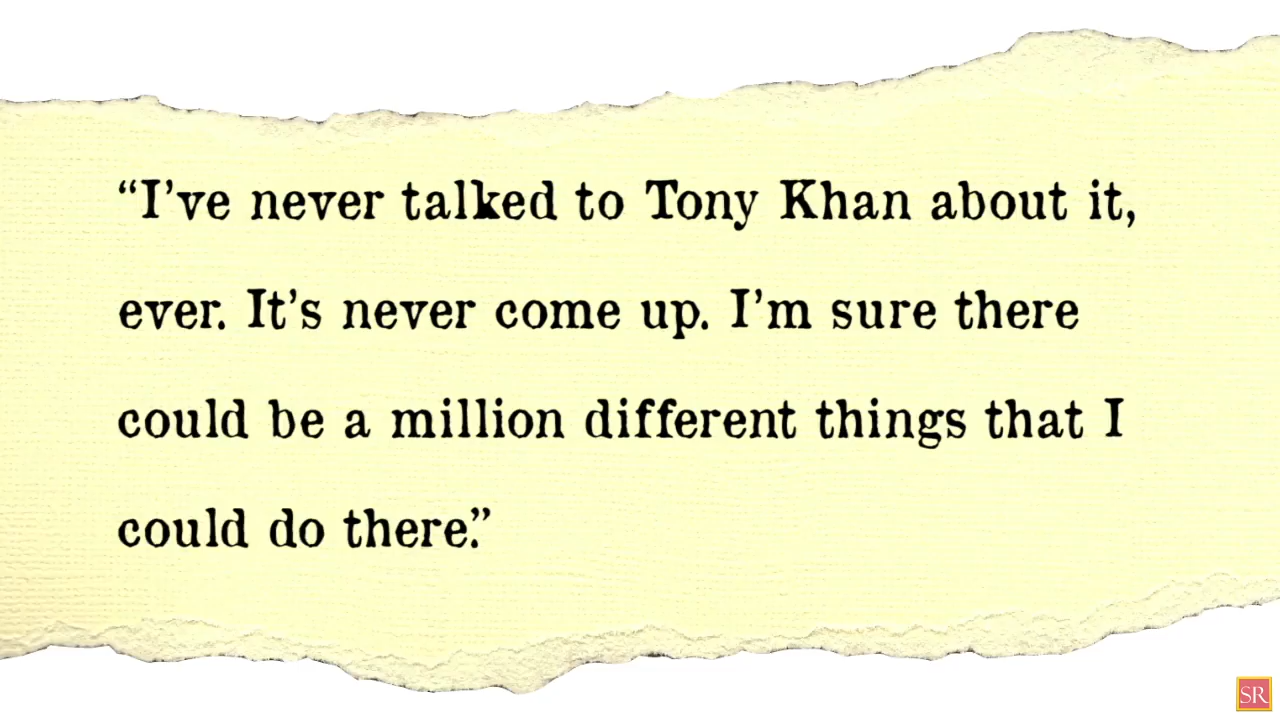 “I’ve never talked to Tony Khan about it,
ever. It’s never come up. I’m sure there
could be a million different things that I
could do there.”
SR